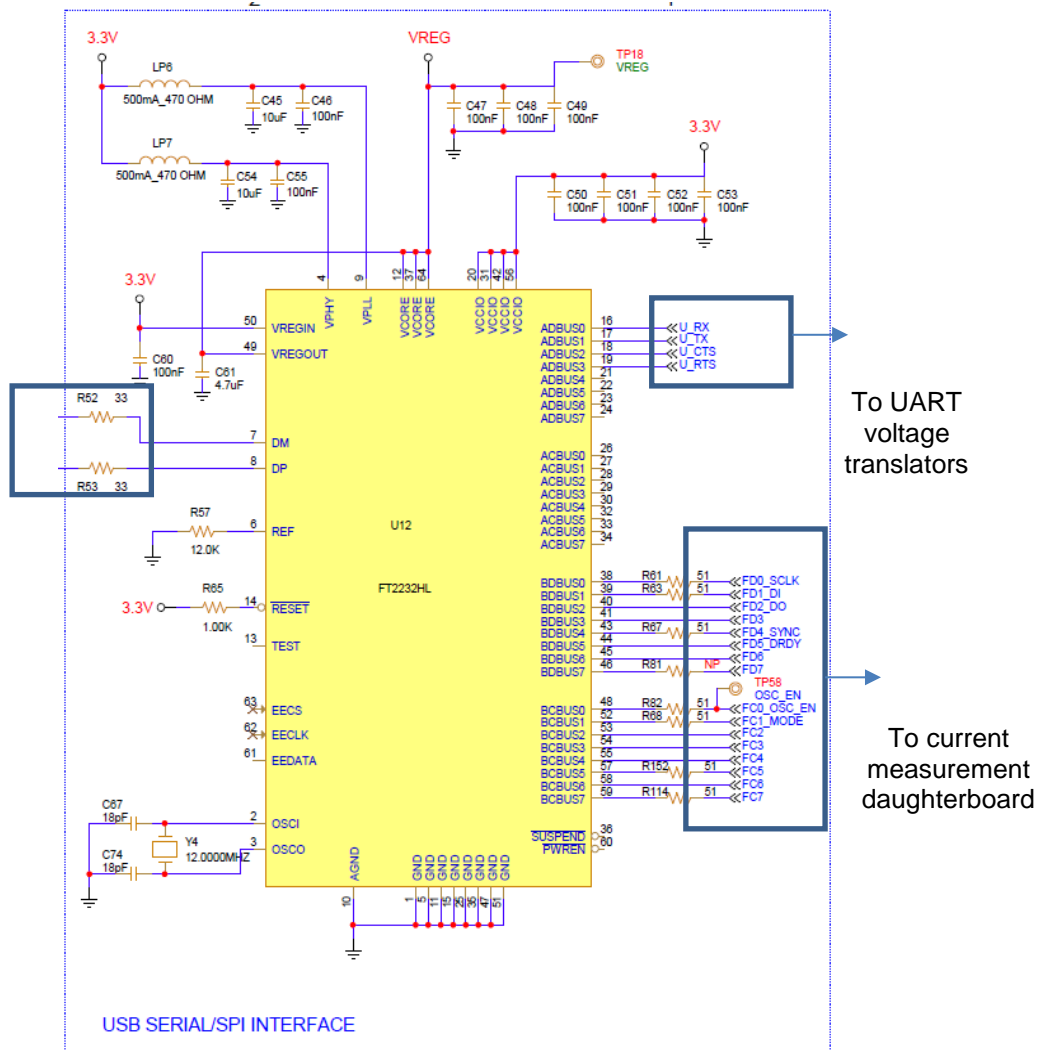 3.3V
VREG
TP18
VREG
LP6
500mA_470 OHM
C45
10uF
C46
100nF
C47
100nF
C48
100nF
C49
100nF
LP7
500mA_470 OHM
C54
10uF
C55
100nF
3.3V
C50
100nF
C51
100nF
C52
100nF
C53
100nF
3.3V
4
9
12
37
64
20
31
42
56
VPHY
VPLL
VCORE
VCORE
VCORE
VCCIO
VCCIO
VCCIO
VCCIO
50 VREGIN
49 VREGOUT
C60
100nF
C61
4.7uF
R52 33
7 DM
8 DP
R53 33
R57
12.0K
6 REF
U12
FT2232HL
R65
3.3V
1.00K
14 RESET
13 TEST
63 EECS
62 EECLK
61 EEDATA
C67
18pF
2 OSCI
Y4
12.0000MHZ
3 OSCO
C74
18pF
ADBUS0 16 U_RX
ADBUS1 17 U_TX
ADBUS2 18 U_CTS
ADBUS3 19 U_RTS
ADBUS4 21
ADBUS5 22
ADBUS6 23
ADBUS7 24
To UART
voltage
translators
ACBUS0 26
ACBUS1 27
ACBUS2 28
ACBUS3 29
ACBUS4 30
ACBUS5 32
ACBUS6 33
ACBUS7 34
BDBUS0 38 R61 51 FD0_SCLK
BDBUS1 39 R63 51 FD1_DI
BDBUS2 40 FD2_DO
BDBUS3 41 FD3
BDBUS4 43 R67 51 FD4_SYNC
BDBUS5 44 FD5_DRDY
BDBUS6 45 FD6
BDBUS7 46 R81 NP FD7
TP58
OSC_EN
BCBUS0 48 R82 51 FC0_OSC_EN
BCBUS1 52 R68 51 FC1_MODE
BCBUS2 53 FC2
BCBUS3 54 FC3
BCBUS4 55 FC4
BCBUS5 57 R152 51 FC5
BCBUS6 58 FC6
BCBUS7 59 R114 51 FC7
To current
measurement
daughterboard
SUSPEND 36
PWREN 60
AGND
GND
GND
GND
GND
GND
GND
GND
GND
10
1
5
11
15
25
35
47
51
USB SERIAL/SPI INTERFACE